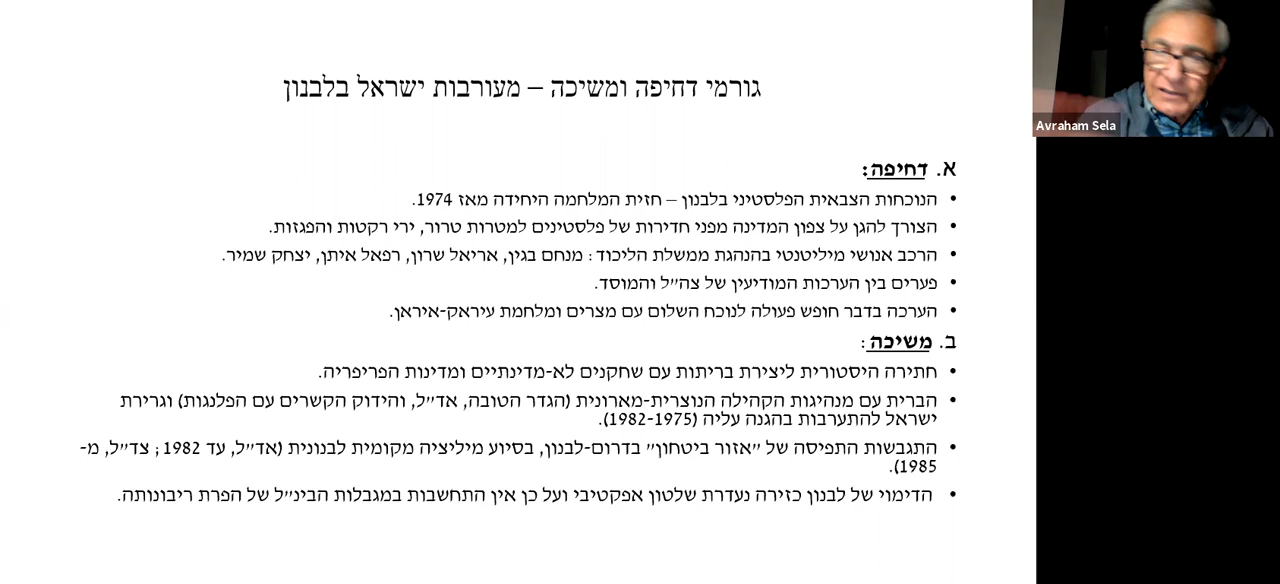 גורמי דחיפה ומשיכה – מעורבות ישראל בלבנון
א. דחיפה:
• הנוכחות הצבאית הפלסטיני בלבנון – חזית המלחמה היחידה מאז 1974.
• הצורך להגן על צפון המדינה מפני חדירות של פלסטינים למטרות טרור, ירי רקטות והפגזות.
• הרכב אנושי מיליטנטי בהנהגת ממשלת הליכוד: מנחם בגין, אריאל שרון, רפאל איתן, יצחק שמיר.
• פערים בין הערכות המודיעין של צה״ל והמוסד.
• הערכה בדבר חופש פעולה לנוכח השלום עם מצרים ומלחמת עיראק-איראן.
ב. משיכה:
• חתירה היסטורית ליצירת בריתות עם שחקנים לא-מדינתיים ומדינות הפריפריה.
• הברית עם מנהיגות הקהילה הנוצרית-מארונית (הגדר הטובה, אד״ל, והידוק הקשרים עם הפלנגות) וגרירת
ישראל להתערבות בהגנה עליה (1982-1975).
• התגבשות התפיסה של ״אזור ביטחון״ בדרום-לבנון, בסיוע מיליציה מקומית לבנונית (אד״ל, עד 1982; צד״ל, מ-
1985).
• הדימוי של לבנון כזירה נעדרת שלטון אפקטיבי ועל כן אין התחשבות במגבלות הבינ״ל של הפרת ריבונותה.
Avraham Sela